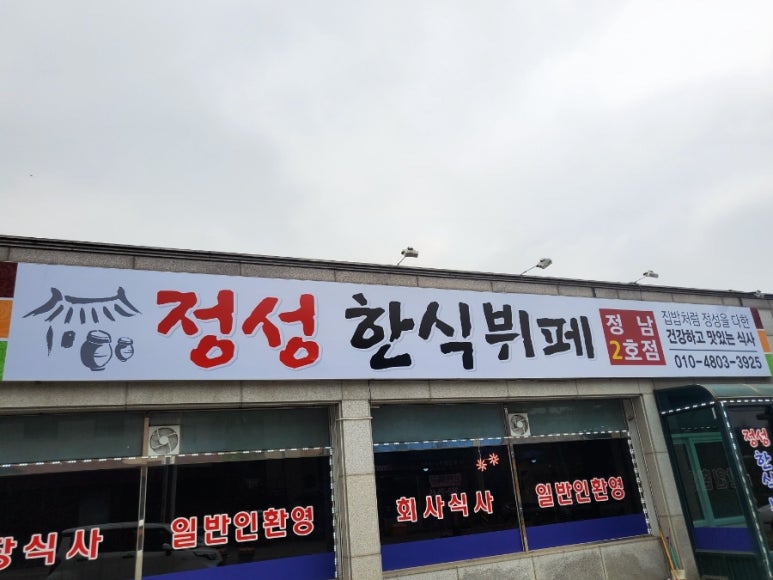 정성 한식뷔페
정남
2호점
집밥처럼 정성을 다한
건강하고 맛있는 식사
010-4803-3925
식사
일반인환영
회사식사
일반인환영
정성